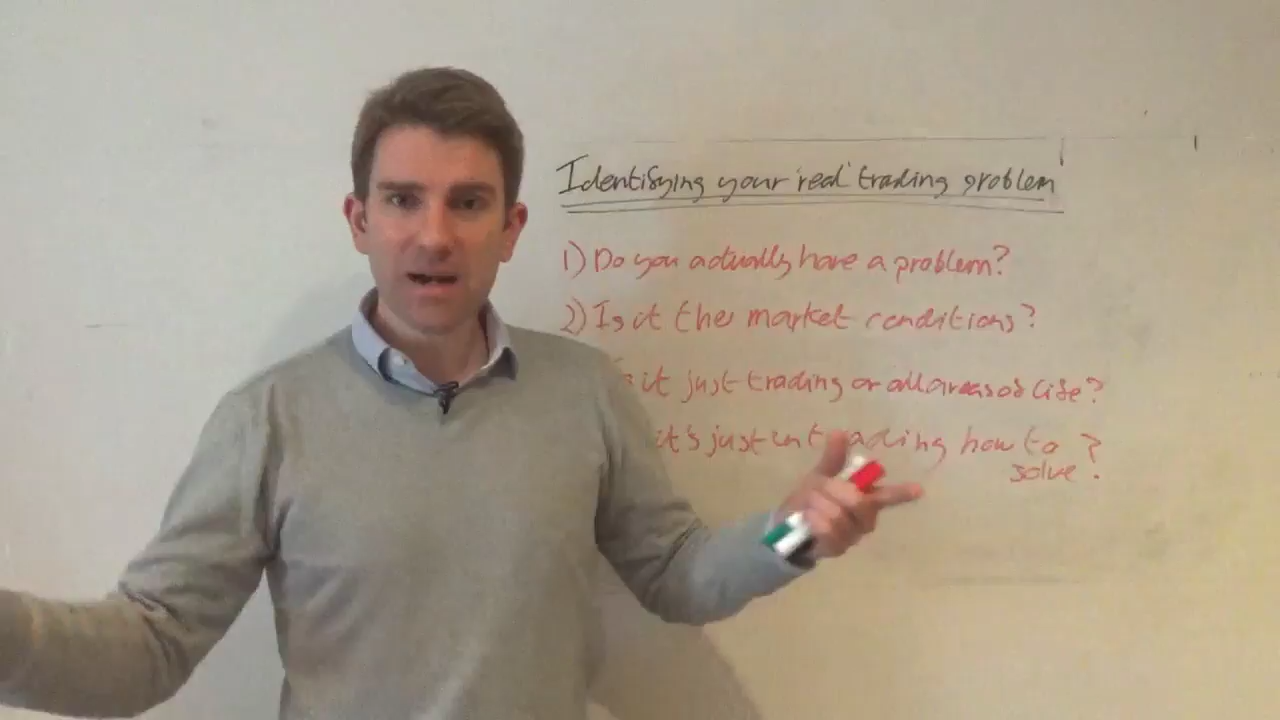 Identifying your 'real' trading problem
1) Do you actually have a problem?
2) Is it the market conditions?
it just trading or all areas of life?
it's just in trading how to
solve?